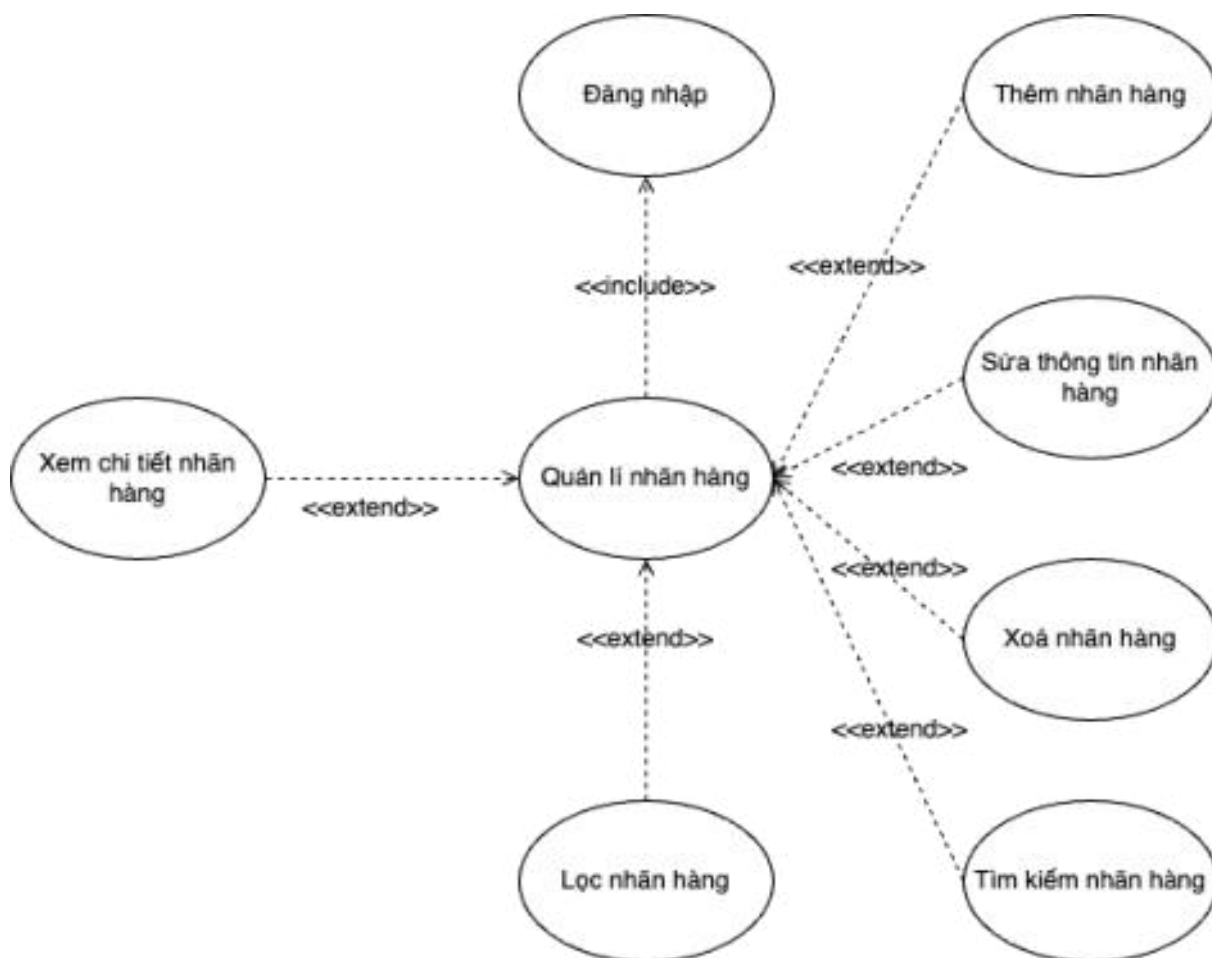 Đăng nhập
Thêm nhãn hàng
<<extend>>
<<include>>
Sửa thông tin nhãn
hàng
Xem chi tiết nhãn
hàng
<<extend>>
Quản lí nhãn hàng
<<extend>>
<<extend>>
<<extend>>
Xoá nhãn hàng
<<extend>>
Lọc nhãn hàng
Tìm kiếm nhãn hàng